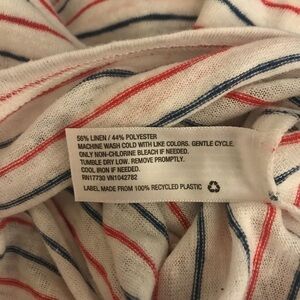 56% LINEN / 44% POLYESTER
MACHINE WASH COLD WITH LIKE COLORS. GENTLE CYCLE.
ONLY NON-CHLORINE BLEACH IF NEEDED.
TUMBLE DRY LOW. REMOVE PROMPTLY.
COOL IRON IF NEEDED.
RN17730 VN1042782
LABEL MADE FROM 100% RECYCLED PLASTIC